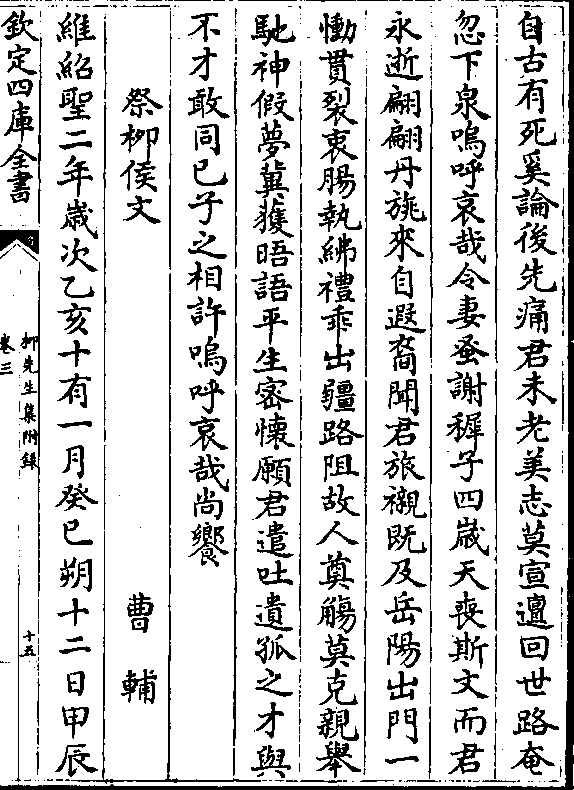 自古有死奚論後先痛君未老美志莫宣邅回世路奄
忽下泉嗚呼哀哉令妻蚤謝穉子四歲天喪斯文而君
永逝翩翩丹旐來自遐裔聞君旅櫬既及岳陽出門一
慟貫裂衷腸執紼禮乖出疆路阻故人奠觴莫克親舉
馳神假夢冀獲晤語平生密懷願君遣吐遺孤之才與
不才敢同已子之相許嗚呼哀哉尚饗
祭柳侯文
曹輔
維紹聖二年歲次乙亥十有一月癸巳朔十二日甲辰
欽定四庫全書
柳先生集附錄
卷三
十五